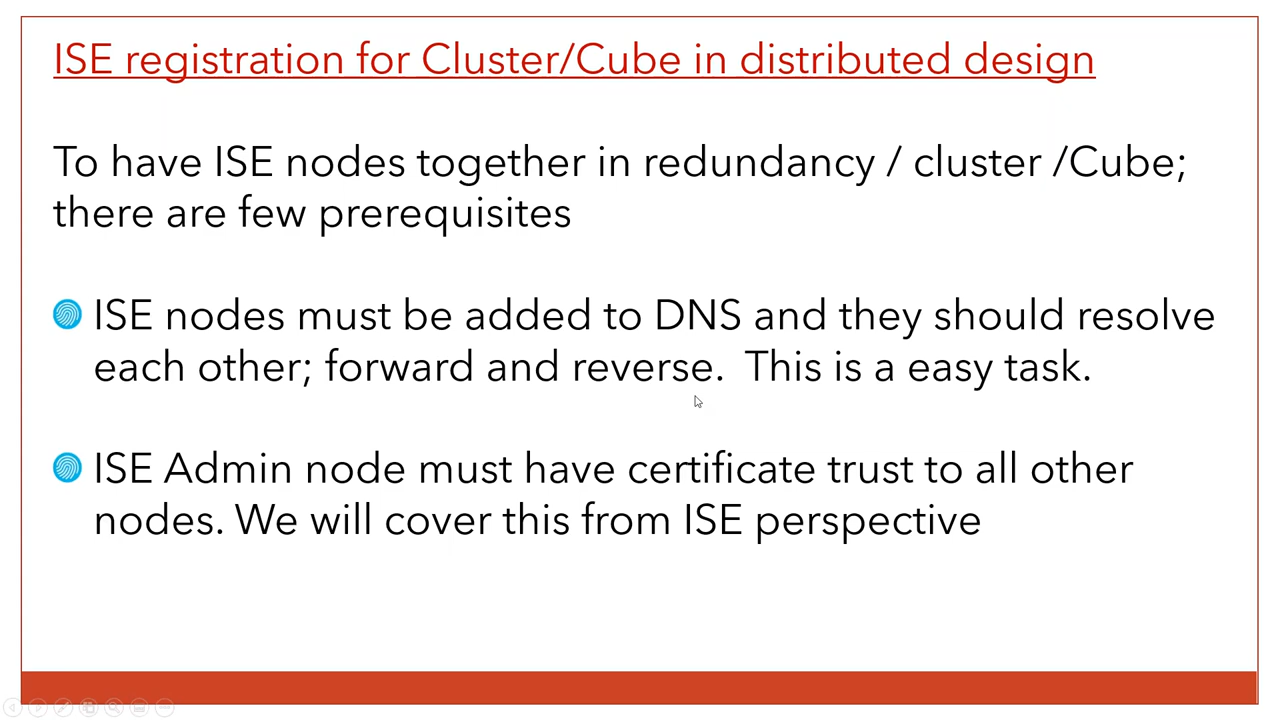 ISE registration for Cluster/Cube in distributed design
To have ISE nodes together in redundancy / cluster /Cube;
there are few prerequisites
ISE nodes must be added to DNS and they should resolve
each other; forward and reverse.  This is a easy task.
ISE Admin node must have certificate trust to all other
nodes. We will cover this from ISE perspective